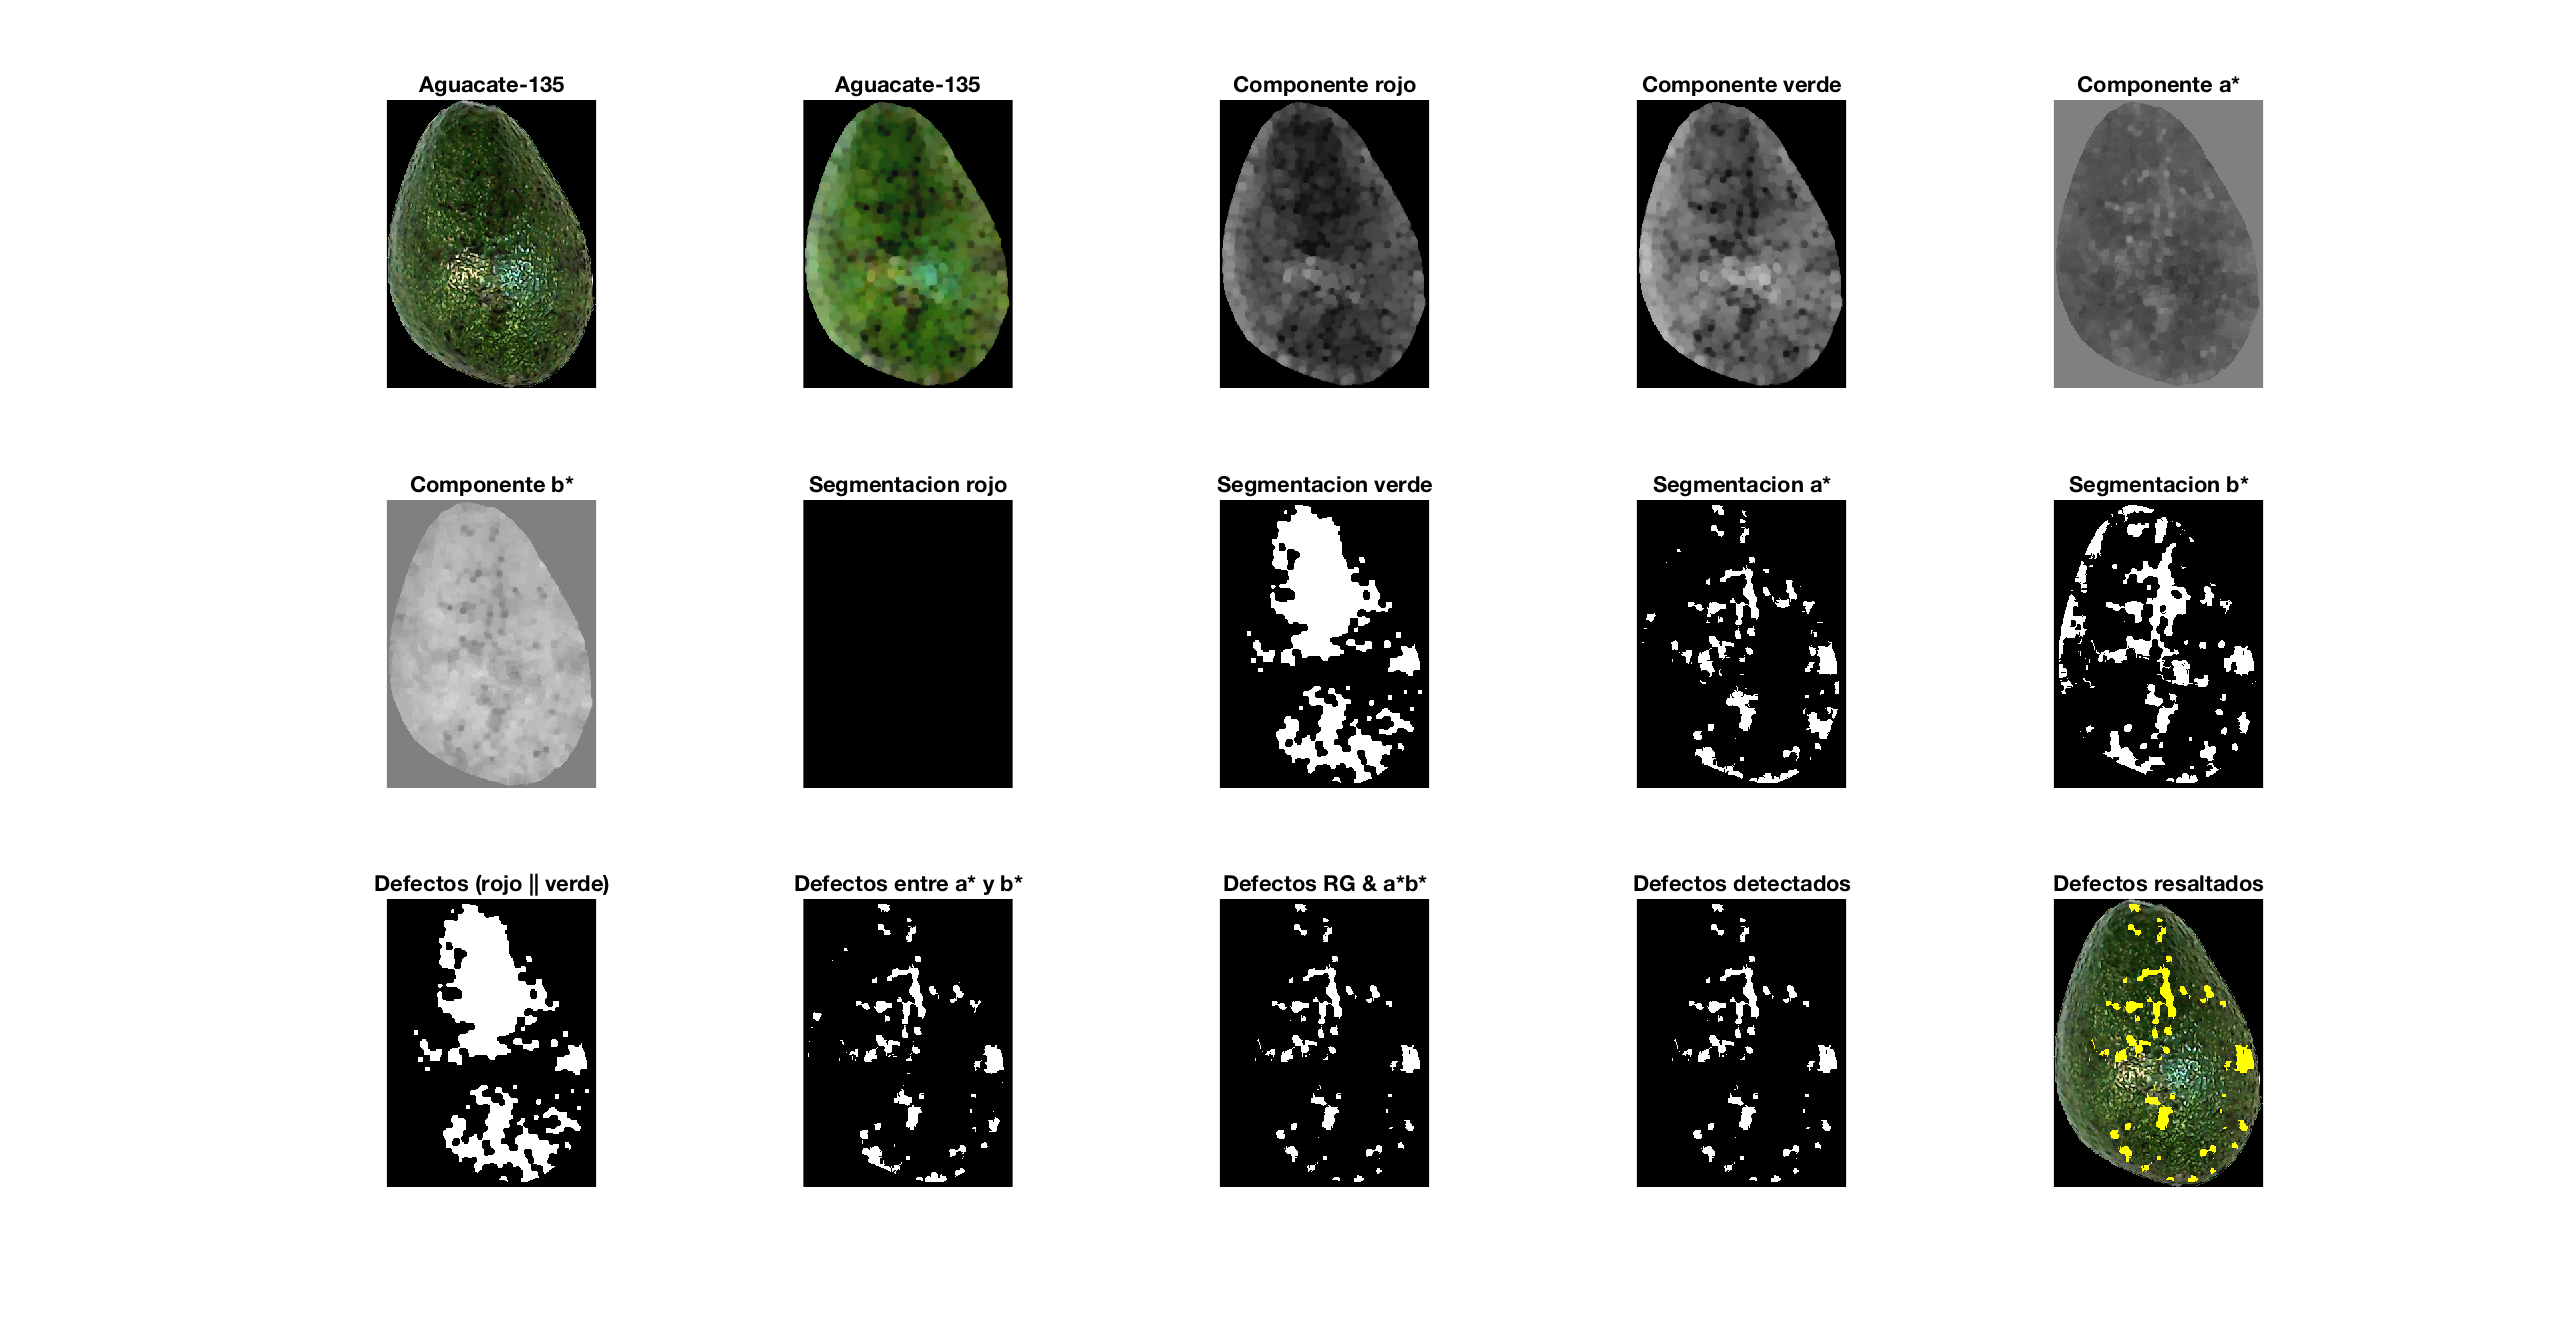 Aguacate-135
Aguacate-135
Componente rojo
Componente verde
Componente a*
Componente b*
Segmentacion rojo
Segmentacion verde
Segmentacion a*
Segmentacion b*
Defectos (rojo || verde)
Defectos entre a* y b*
Defectos RG & a*b*
Defectos detectados
Defectos resaltados